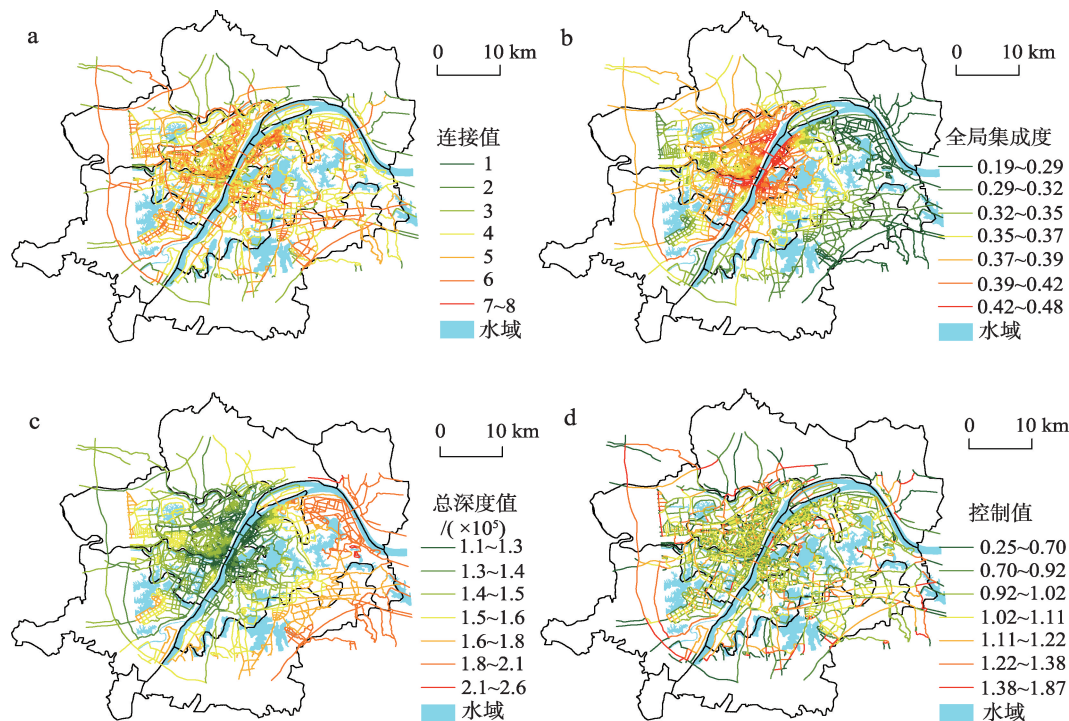 a
0 10 km
连接值
1
2
3
4
5
6
7~8
水域
b
0 10 km
全局集成度
0.19~0.29
0.29~0.32
0.32~0.35
0.35~0.37
0.37~0.39
0.39~0.42
0.42~0.48
水域
c
0 10 km
总深度值
/( ×10⁵)
1.1~1.3
1.3~1.4
1.4~1.5
1.5~1.6
1.6~1.8
1.8~2.1
2.1~2.6
水域
d
0 10 km
控制值
0.25~0.70
0.70~0.92
0.92~1.02
1.02~1.11
1.11~1.22
1.22~1.38
1.38~1.87
水域